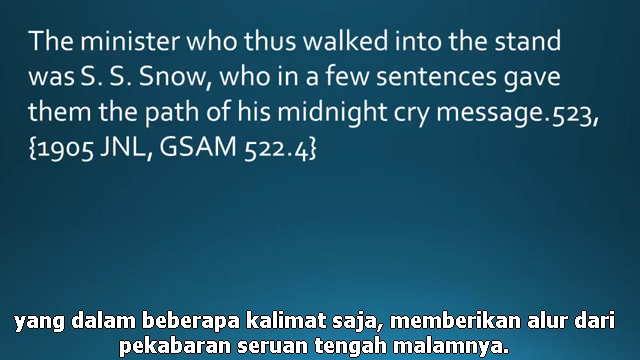 The minister who thus walked into the stand
was S. S. Snow, who in a few sentences gave
them the path of his midnight cry message.523,
{1905 JNL, GSAM 522.4}
yang dalam beberapa kalimat saja, memberikan alur dari
pekabaran seruan tengah malamnya.